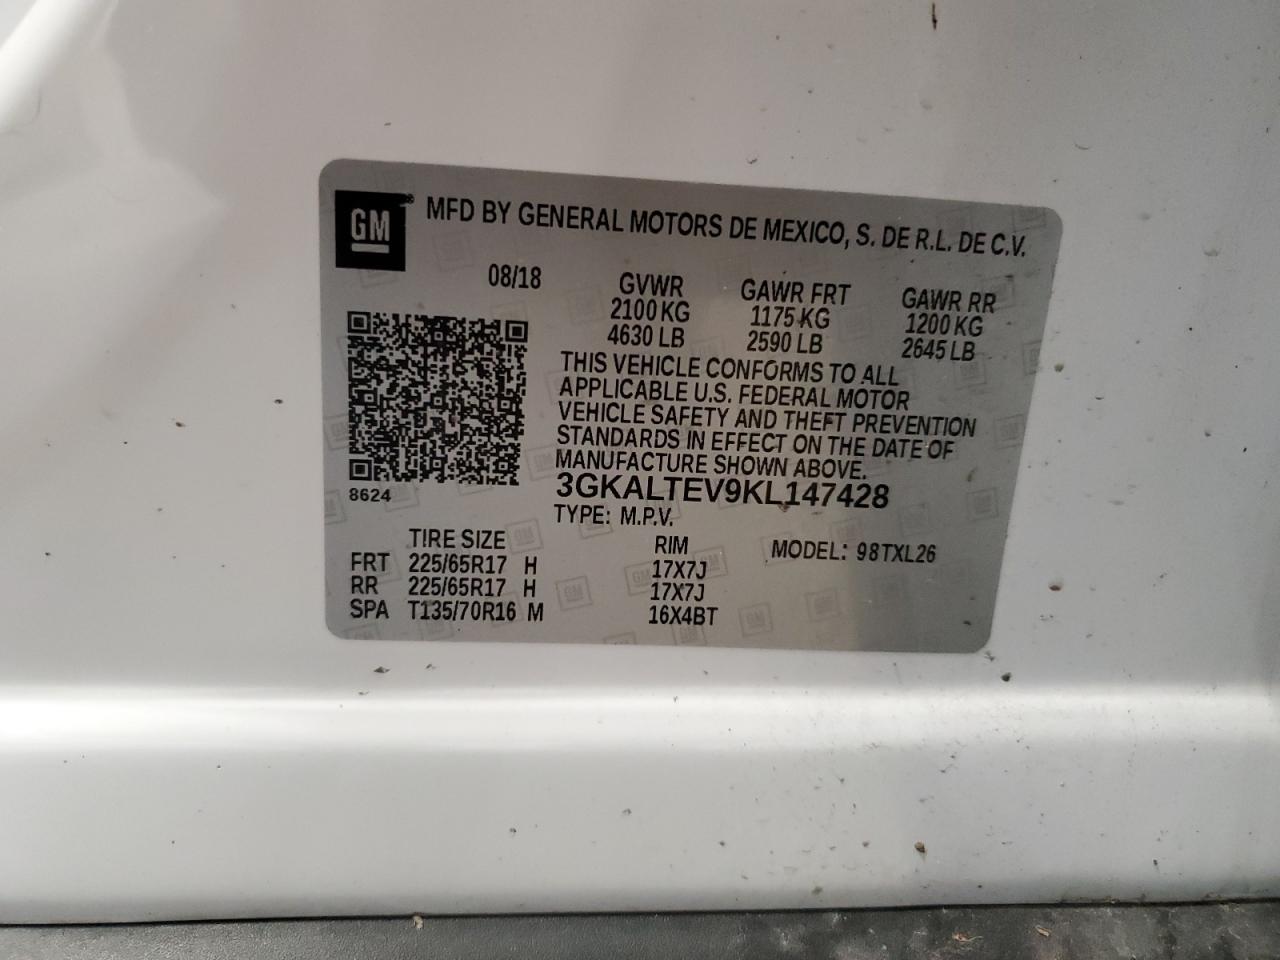 GM® MFD BY GENERAL MOTORS DE MEXICO, S. DE R.L. DE C.V.
08/18 GVWR GAWR FRT GAWR RR
2100 KG 1175 KG 1200 KG
4630 LB 2590 LB 2645 LB
THIS VEHICLE CONFORMS TO ALL
APPLICABLE U.S. FEDERAL MOTOR
VEHICLE SAFETY AND THEFT PREVENTION
STANDARDS IN EFFECT ON THE DATE OF
MANUFACTURE SHOWN ABOVE.
8624 3GKALTEV9KL147428
TYPE: M.P.V.
TIRE SIZE RIM MODEL: 98TXL26
FRT 225/65R17 H 17X7J
RR 225/65R17 H 17X7J
SPA T135/70R16 M 16X4BT